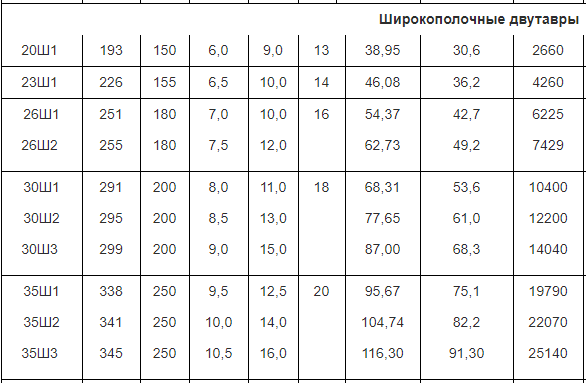 Широкополочные двутавры
20Ш1 193 150 6,0 9,0 13 38,95 30,6 2660
23Ш1 226 155 6,5 10,0 14 46,08 36,2 4260
26Ш1 251 180 7,0 10,0 16 54,37 42,7 6225
26Ш2 255 180 7,5 12,0 62,73 49,2 7429
30Ш1 291 200 8,0 11,0 18 68,31 53,6 10400
30Ш2 295 200 8,5 13,0 77,65 61,0 12200
30Ш3 299 200 9,0 15,0 87,00 68,3 14040
35Ш1 338 250 9,5 12,5 20 95,67 75,1 19790
35Ш2 341 250 10,0 14,0 104,74 82,2 22070
35Ш3 345 250 10,5 16,0 116,30 91,30 25140